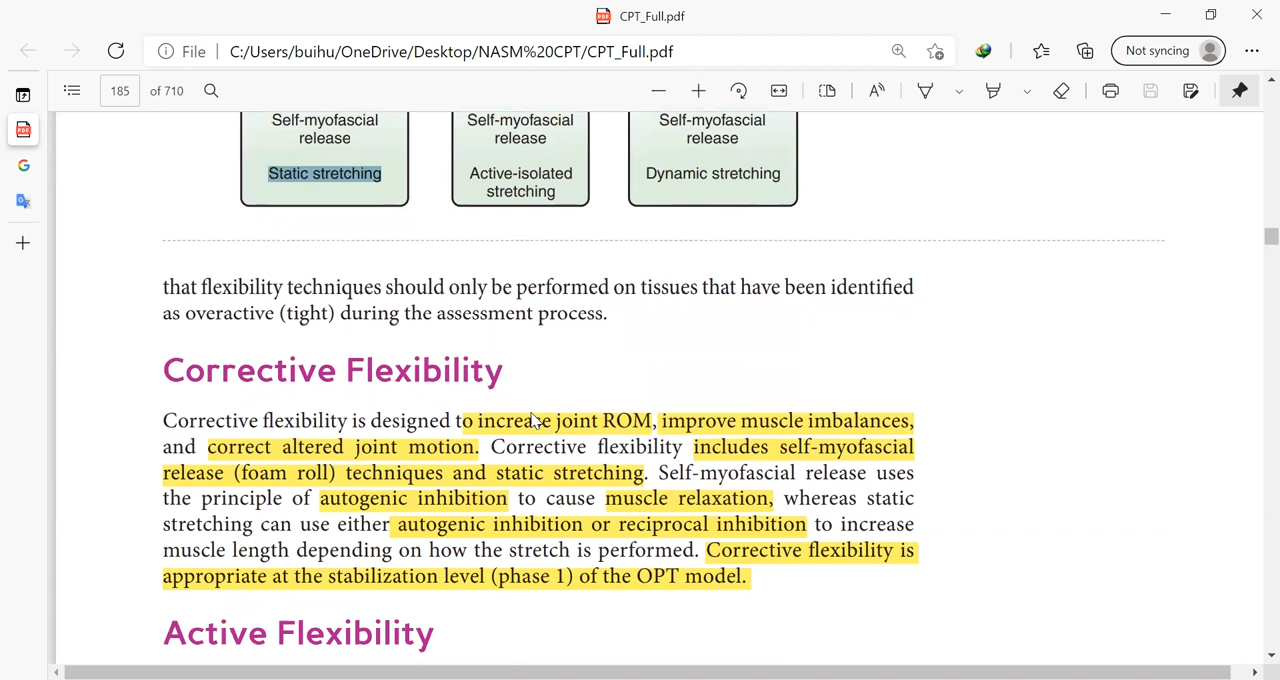 CPT_Full.pdf
File
C:/Users/buihu/OneDrive/Desktop/NASM%20CPT/CPT_Full.pdf
Not syncing
185 of 710
Self-myofascial
release
Static stretching
Self-myofascial
release
Active-isolated
stretching
Self-myofascial
release
Dynamic stretching
that flexibility techniques should only be performed on tissues that have been identified
as overactive (tight) during the assessment process.
Corrective Flexibility
Corrective flexibility is designed to increase joint ROM, improve muscle imbalances,
and correct altered joint motion. Corrective flexibility includes self-myofascial
release (foam roll) techniques and static stretching. Self-myofascial release uses
the principle of autogenic inhibition to cause muscle relaxation, whereas static
stretching can use either autogenic inhibition or reciprocal inhibition to increase
muscle length depending on how the stretch is performed. Corrective flexibility is
appropriate at the stabilization level (phase 1) of the OPT model.
Active Flexibility